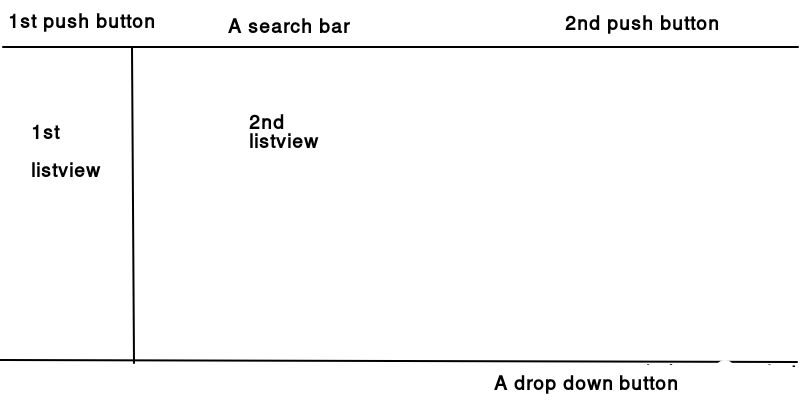 1st push button
A search bar
2nd push button
1st
listview
2nd
listview
A drop down button